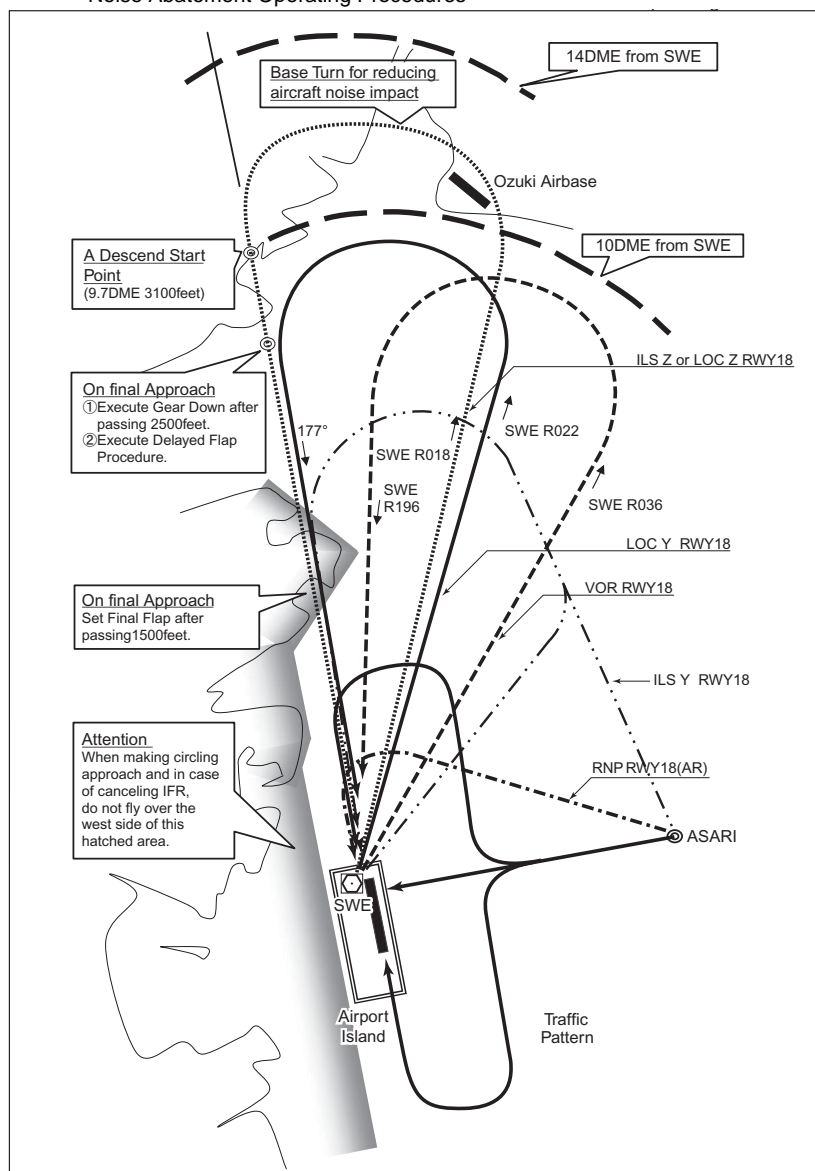 Noise Abatement Operating Procedures
14DME from SWE
Base Turn for reducing
aircraft noise impact
Ozuki Airbase
10DME from SWE
A Descend Start
Point
(9.7DME 3100feet)
ILS Z or LOC Z RWY18
On final Approach
①Execute Gear Down after
passing 2500feet.
②Execute Delayed Flap
Procedure.
177°
SWE R018
SWE R022
SWE
R196
SWE R036
LOC Y RWY18
On final Approach
Set Final Flap after
passing1500feet.
VOR RWY18
ILS Y RWY18
Attention
When making circling
approach and in case
of canceling IFR,
do not fly over the
west side of this
hatched area.
RNP RWY18(AR)
ASARI
SWE
Airport
Island
Traffic
Pattern